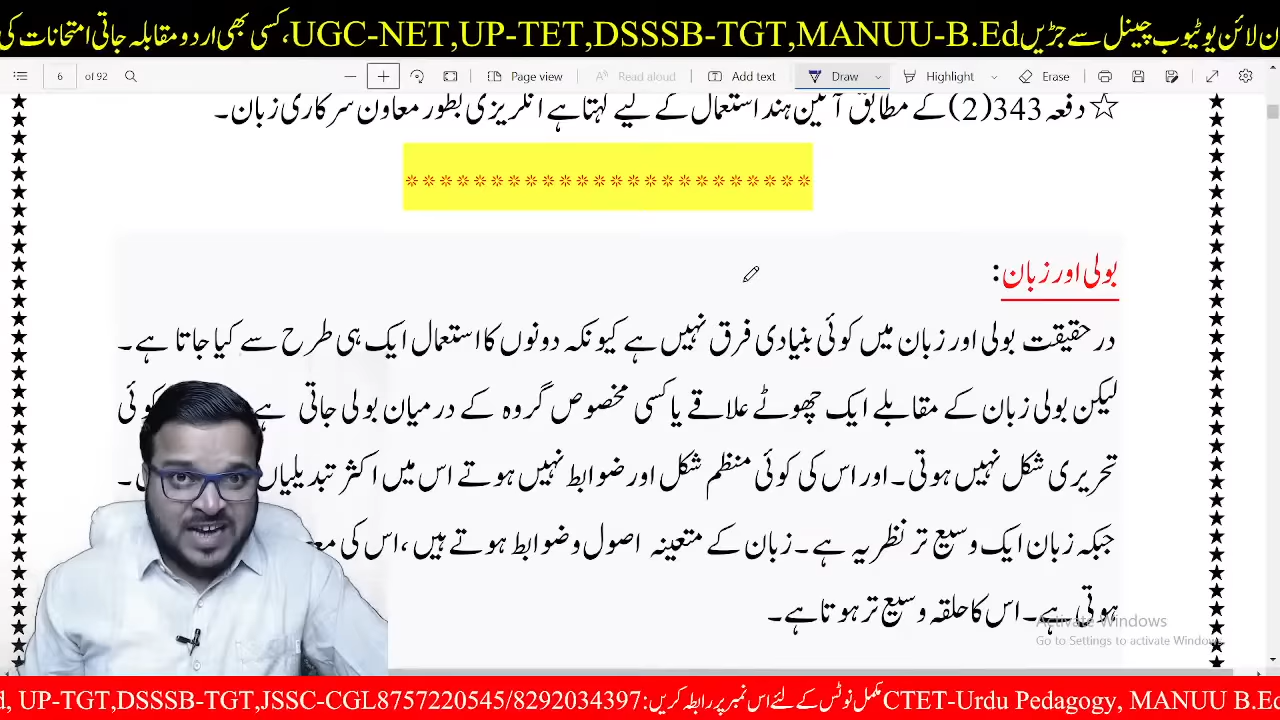 ن لائن یوٹیوب چینل سے جڑیں UGC-NET,UP-TET,DSSSB-TGT,MANUU-B.Ed، کسی بھی اردو مقابلہ جاتی امتحانات کی
6 of 92 Page view Read aloud Add text Draw Highlight Erase
☆ دفعہ 343(2) کے مطابق آئین ہند استعمال کے لیے کہتا ہے انگریزی بطور معاون سرکاری زبان۔
************************
بولی اور زبان:
در حقیقت بولی اور زبان میں کوئی بنیادی فرق نہیں ہے کیونکہ دونوں کا استعمال ایک ہی طرح سے کیا جاتا ہے۔
لیکن بولی زبان کے مقابلے ایک چھوٹے علاقے یا کسی مخصوص گروہ کے درمیان بولی جاتی ہے کوئی
تحریری شکل نہیں ہوتی۔ اور اس کی کوئی منظم شکل اور ضوابط نہیں ہوتے اس میں اکثر تبدیلیاں
جبکہ زبان ایک وسیع تر نظریہ ہے۔ زبان کے متعینہ اصول و ضوابط ہوتے ہیں، اس کی
ہوتی ہے۔ اس کا حلقہ وسیع تر ہوتا ہے۔
Activate Windows
Go to Settings to activate Windows.
d, UP-TGT,DSSSB-TGT,JSSC-CGL مکمل نوٹس کے لئے اس نمبر پر رابطہ کریں: 8757220545/8292034397 CTET-Urdu Pedagogy, MANUU B.Ed